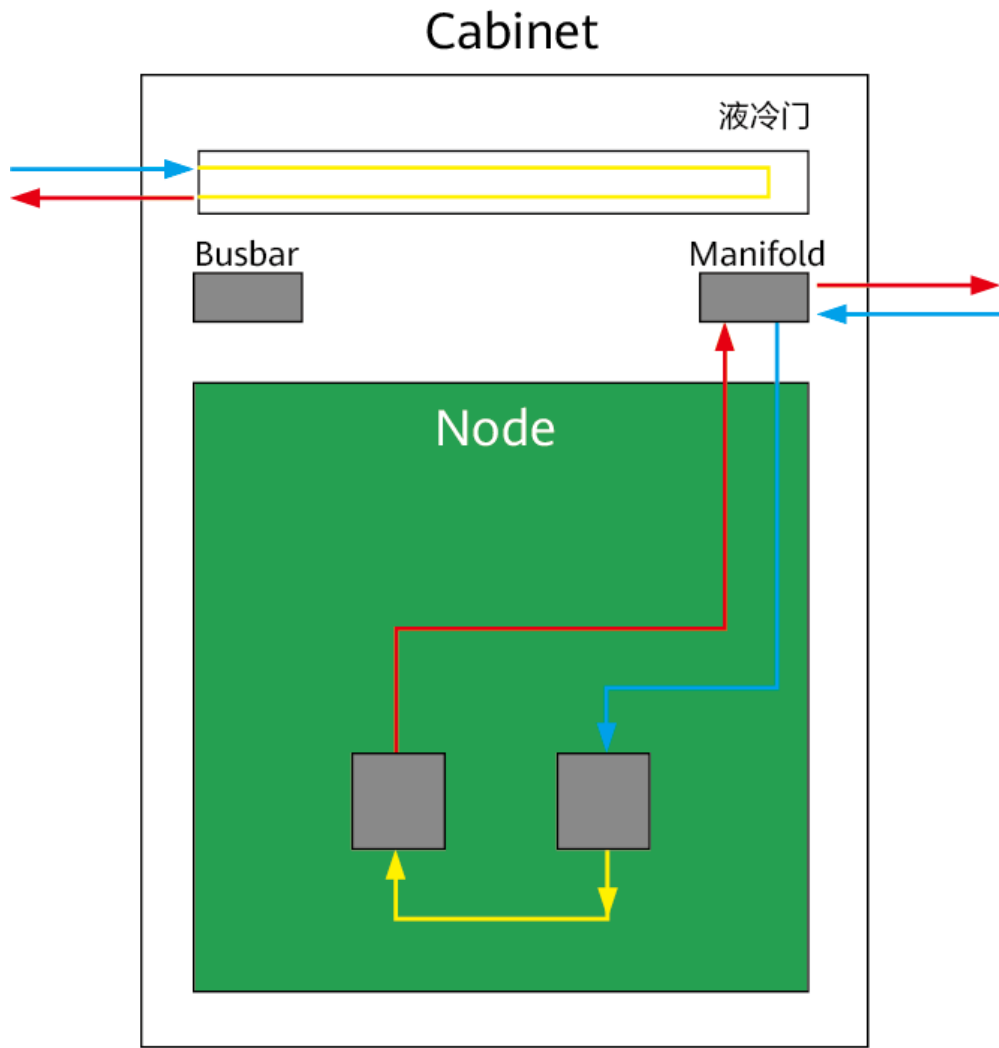 Cabinet
液冷门
Busbar
Manifold
Node